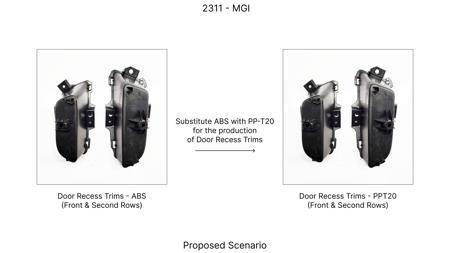 2311 - MGI
Substitute ABS with PP-T20
for the production
of Door Recess Trims
Door Recess Trims - ABS
(Front & Second Rows)
Door Recess Trims - PPT20
(Front & Second Rows)
Proposed Scenario